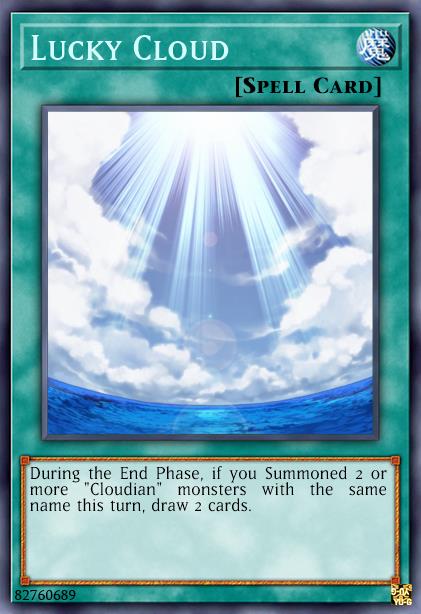 Lucky Cloud
魔
[Spell Card]
During the End Phase, if you Summoned 2 or
more "Cloudian" monsters with the same
name this turn, draw 2 cards.
82760689